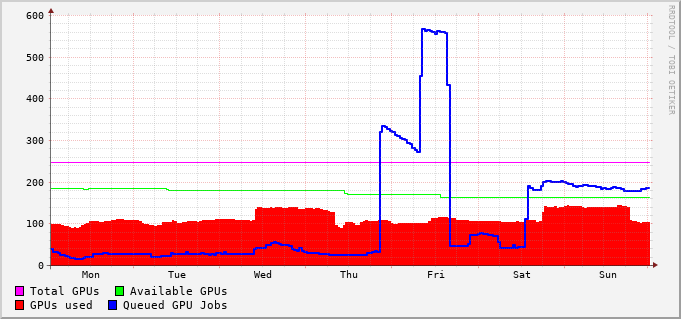 600
500
400
300
200
100
0
Mon Tue Wed Thu Fri Sat Sun
Total GPUs Available GPUs
GPUs used Queued GPU Jobs
RRDTOOL / TOBI OETIKER